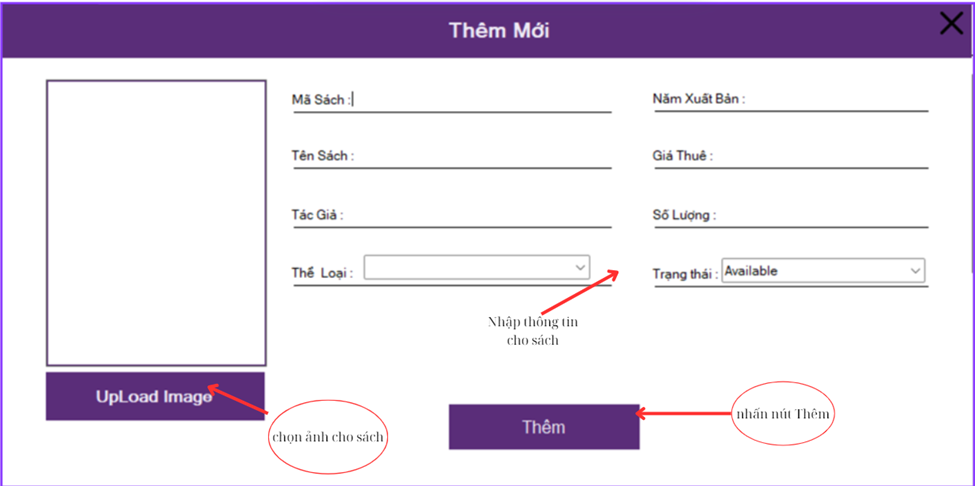 Thêm Mới
Mã Sách :
Năm Xuất Bản :
Tên Sách :
Giá Thuê :
Tác Giả :
Số Lượng :
Thể Loại :
Trạng thái : Available
Nhập thông tin
cho sách
UpLoad Image
chọn ảnh cho sách
Thêm
nhấn nút Thêm